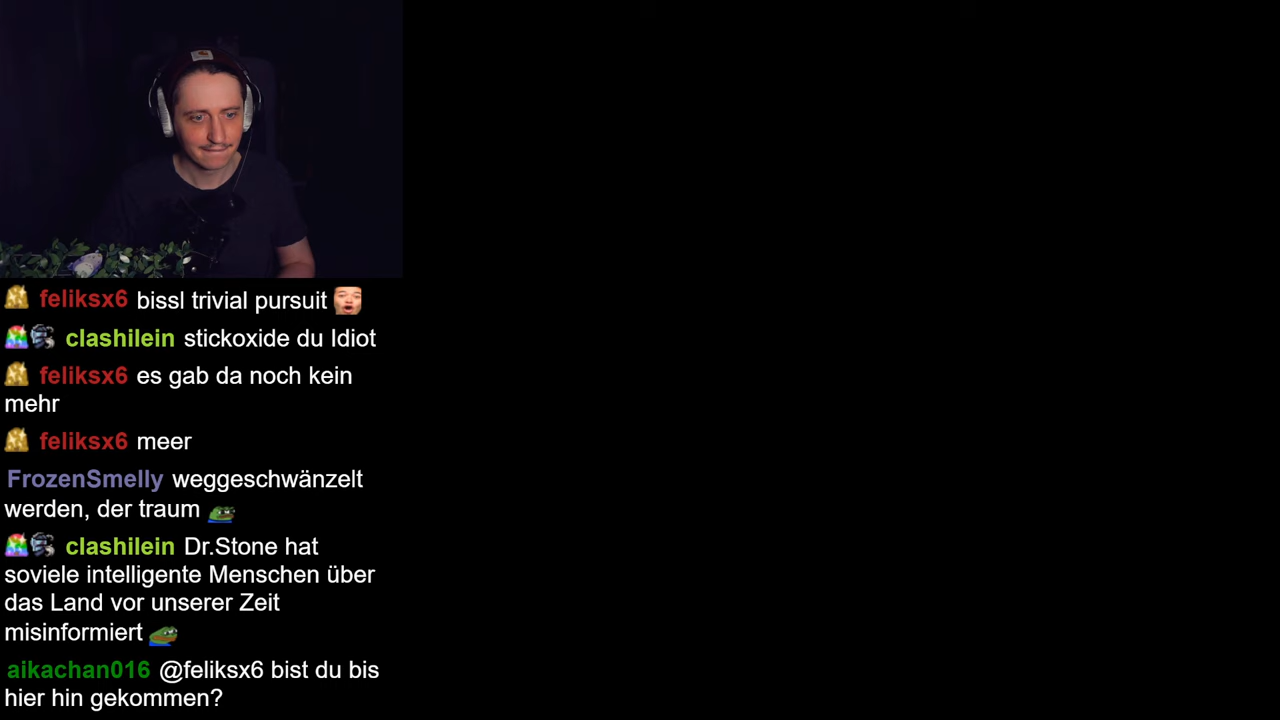 feliksx6 bissl trivial pursuit
clashilein stickoxide du Idiot
feliksx6 es gab da noch kein
mehr
feliksx6 meer
FrozenSmelly weggeschwänzelt
werden, der traum
clashilein Dr.Stone hat
soviele intelligente Menschen über
das Land vor unserer Zeit
misinformiert
aikachan016 @feliksx6 bist du bis
hier hin gekommen?